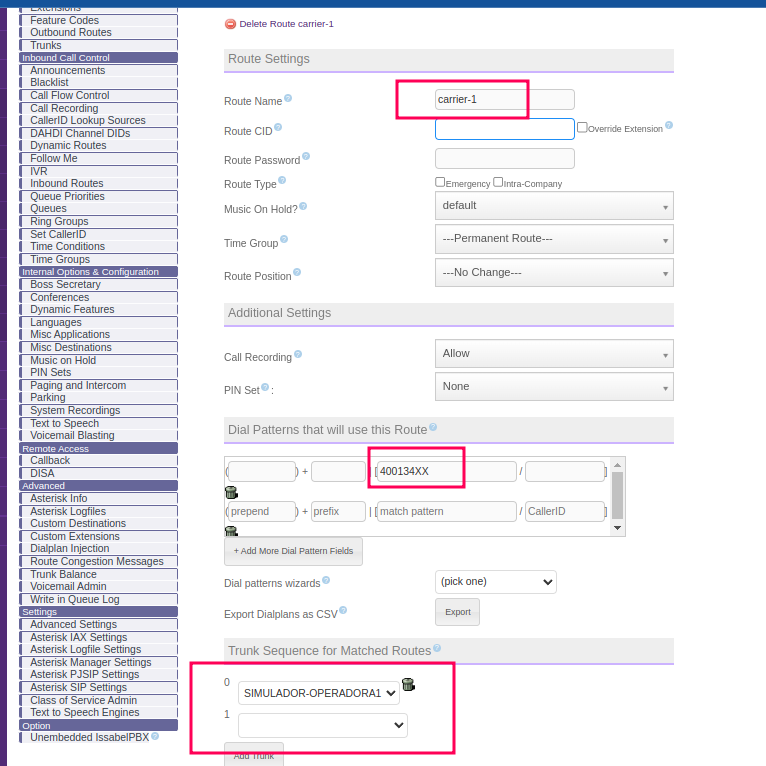 Extensions
Feature Codes
Outbound Routes
Trunks
Inbound Call Control
Announcements
Blacklist
Call Flow Control
Call Recording
CallerID Lookup Sources
DAHDI Channel DIDs
Dynamic Routes
Follow Me
IVR
Inbound Routes
Queue Priorities
Queues
Ring Groups
Set CallerID
Time Conditions
Time Groups
Internal Options & Configuration
Boss Secretary
Conferences
Dynamic Features
Languages
Misc Applications
Misc Destinations
Music on Hold
PIN Sets
Paging and Intercom
Parking
System Recordings
Text to Speech
Voicemail Blasting
Remote Access
Callback
DISA
Advanced
Asterisk Info
Asterisk Logfiles
Custom Destinations
Custom Extensions
Dialplan Injection
Route Congestion Messages
Trunk Balance
Voicemail Admin
Write in Queue Log
Settings
Advanced Settings
Asterisk IAX Settings
Asterisk Logfile Settings
Asterisk Manager Settings
Asterisk PJSIP Settings
Asterisk SIP Settings
Class of Service Admin
Text to Speech Engines
Option
Unembedded IssabelPBX ?
Delete Route carrier-1
Route Settings
Route Name ? carrier-1
Route CID ? Override Extension ?
Route Password ?
Route Type ? Emergency Intra-Company
Music On Hold? ? default
Time Group ? ---Permanent Route---
Route Position ? ---No Change---
Additional Settings
Call Recording ? Allow
PIN Set ? : None
Dial Patterns that will use this Route ?
( ) + | [ 400134XX / ]
( prepend ) + prefix | [ match pattern / CallerID ]
+ Add More Dial Pattern Fields
Dial patterns wizards ? (pick one)
Export Dialplans as CSV ? Export
Trunk Sequence for Matched Routes ?
0 SIMULADOR-OPERADORA1
1
Add Trunk